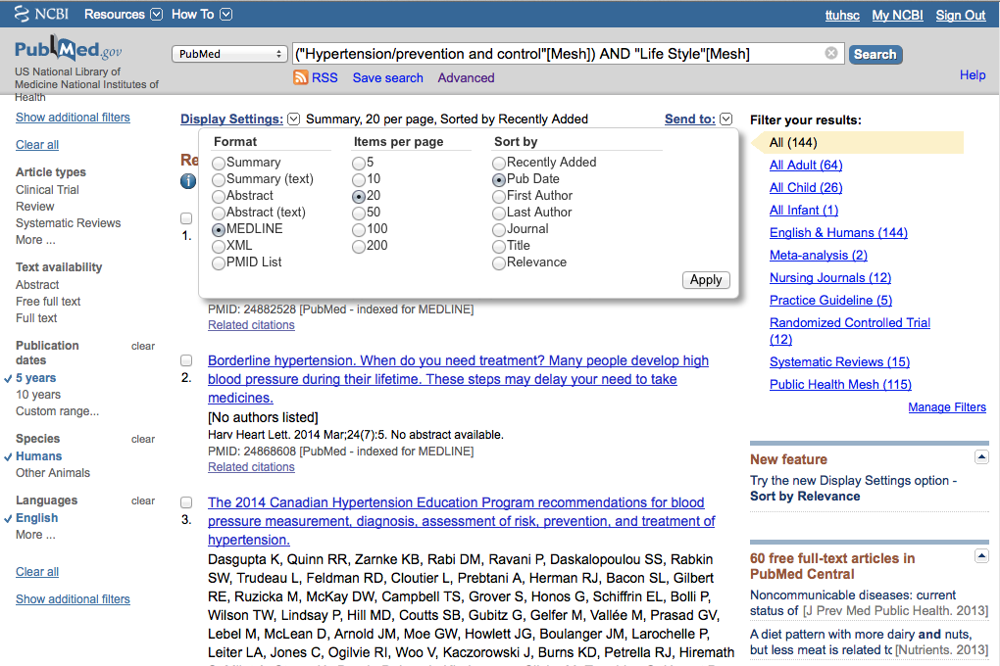 NCBI Resources How To ttuhsc My NCBI Sign Out
PubMed.gov
US National Library of
Medicine National Institutes of
Health
PubMed ("Hypertension/prevention and control"[Mesh]) AND "Life Style"[Mesh] Search
RSS Save search Advanced Help
Show additional filters
Clear all
Article types
Clinical Trial
Review
Systematic Reviews
More ...
Text availability
Abstract
Free full text
Full text
Publication
dates clear
5 years
10 years
Custom range...
Species clear
Humans
Other Animals
Languages clear
English
More ...
Clear all
Show additional filters
Display Settings: Summary, 20 per page, Sorted by Recently Added Send to:
Re
Format
Summary
Summary (text)
Abstract
Abstract (text)
MEDLINE
XML
PMID List
Items per page
5
10
20
50
100
200
Sort by
Recently Added
Pub Date
First Author
Last Author
Journal
Title
Relevance
Apply
1.
PMID: 24882528 [PubMed - indexed for MEDLINE]
Related citations
2.
Borderline hypertension. When do you need treatment? Many people develop high
blood pressure during their lifetime. These steps may delay your need to take
medicines.
[No authors listed]
Harv Heart Lett. 2014 Mar;24(7):5. No abstract available.
PMID: 24868608 [PubMed - indexed for MEDLINE]
Related citations
3.
The 2014 Canadian Hypertension Education Program recommendations for blood
pressure measurement, diagnosis, assessment of risk, prevention, and treatment of
hypertension.
Dasgupta K, Quinn RR, Zarnke KB, Rabi DM, Ravani P, Daskalopoulou SS, Rabkin
SW, Trudeau L, Feldman RD, Cloutier L, Prebtani A, Herman RJ, Bacon SL, Gilbert
RE, Ruzicka M, McKay DW, Campbell TS, Grover S, Honos G, Schiffrin EL, Bolli P,
Wilson TW, Lindsay P, Hill MD, Coutts SB, Gubitz G, Gelfer M, Vallée M, Prasad GV,
Lebel M, McLean D, Arnold JM, Moe GW, Howlett JG, Boulanger JM, Larochelle P,
Leiter LA, Jones C, Ogilvie RI, Woo V, Kaczorowski J, Burns KD, Petrella RJ, Hiremath
Filter your results:
All (144)
All Adult (64)
All Child (26)
All Infant (1)
English & Humans (144)
Meta-analysis (2)
Nursing Journals (12)
Practice Guideline (5)
Randomized Controlled Trial
(12)
Systematic Reviews (15)
Public Health Mesh (115)
Manage Filters
New feature
Try the new Display Settings option -
Sort by Relevance
60 free full-text articles in
PubMed Central
Noncommunicable diseases: current
status of [J Prev Med Public Health. 2013]
A diet pattern with more dairy and nuts,
but less meat is related to [Nutrients. 2013]